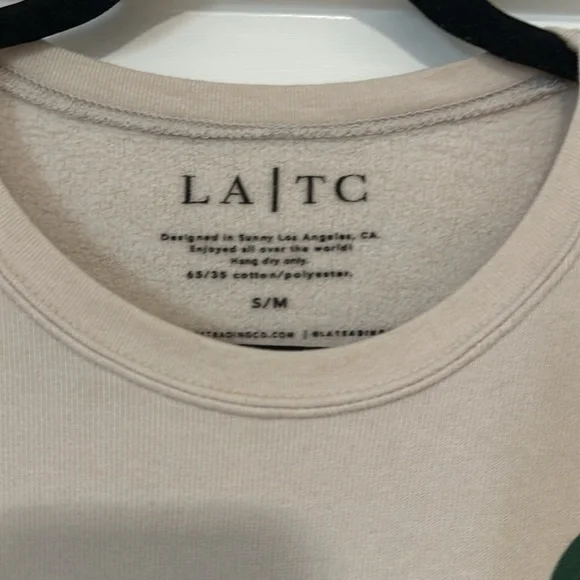 LA|TC
Designed in Sunny Los Angeles, CA.
Enjoyed all over the world!
Hang dry only.
65/35 cotton/polyester.
S/M